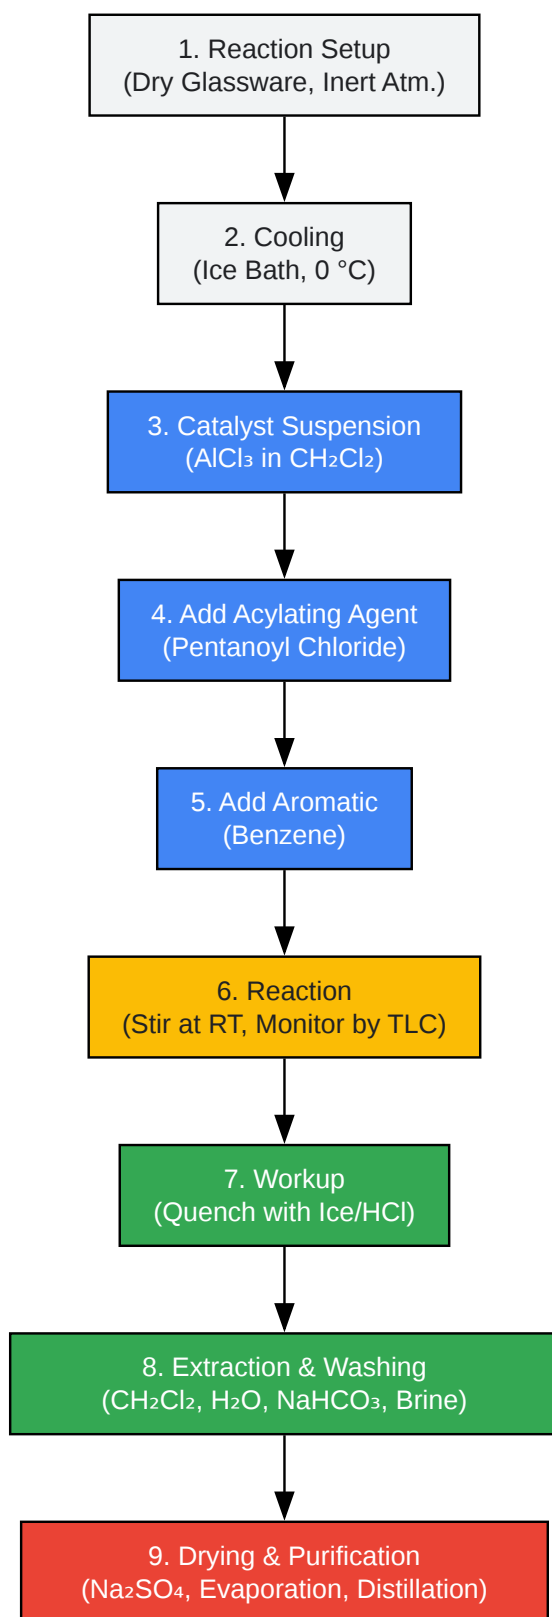 1. Reaction Setup
(Dry Glassware, Inert Atm.)
2. Cooling
(Ice Bath, 0 °C)
3. Catalyst Suspension
(AlCl₃ in CH₂Cl₂)
4. Add Acylating Agent
(Pentanoyl Chloride)
5. Add Aromatic
(Benzene)
6. Reaction
(Stir at RT, Monitor by TLC)
7. Workup
(Quench with Ice/HCl)
8. Extraction & Washing
(CH₂Cl₂, H₂O, NaHCO₃, Brine)
9. Drying & Purification
(Na₂SO₄, Evaporation, Distillation)